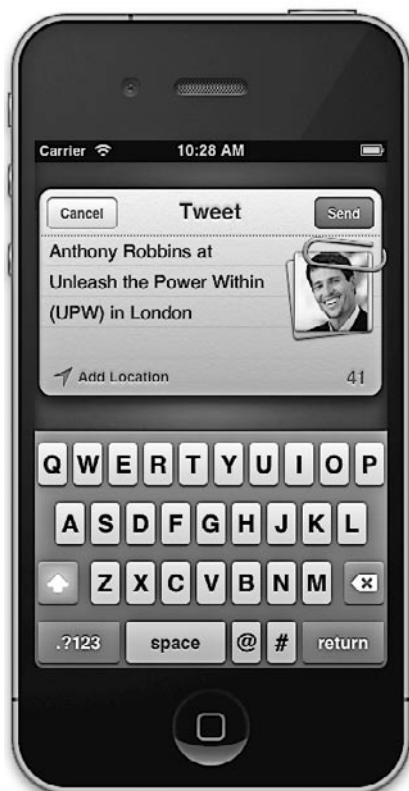 Carrier 10:28 AM
Cancel Tweet Send
Anthony Robbins at
Unleash the Power Within
(UPW) in London
Add Location 41
Q W E R T Y U I O P
A S D F G H J K L
Z X C V B N M
.?123 space @ # return